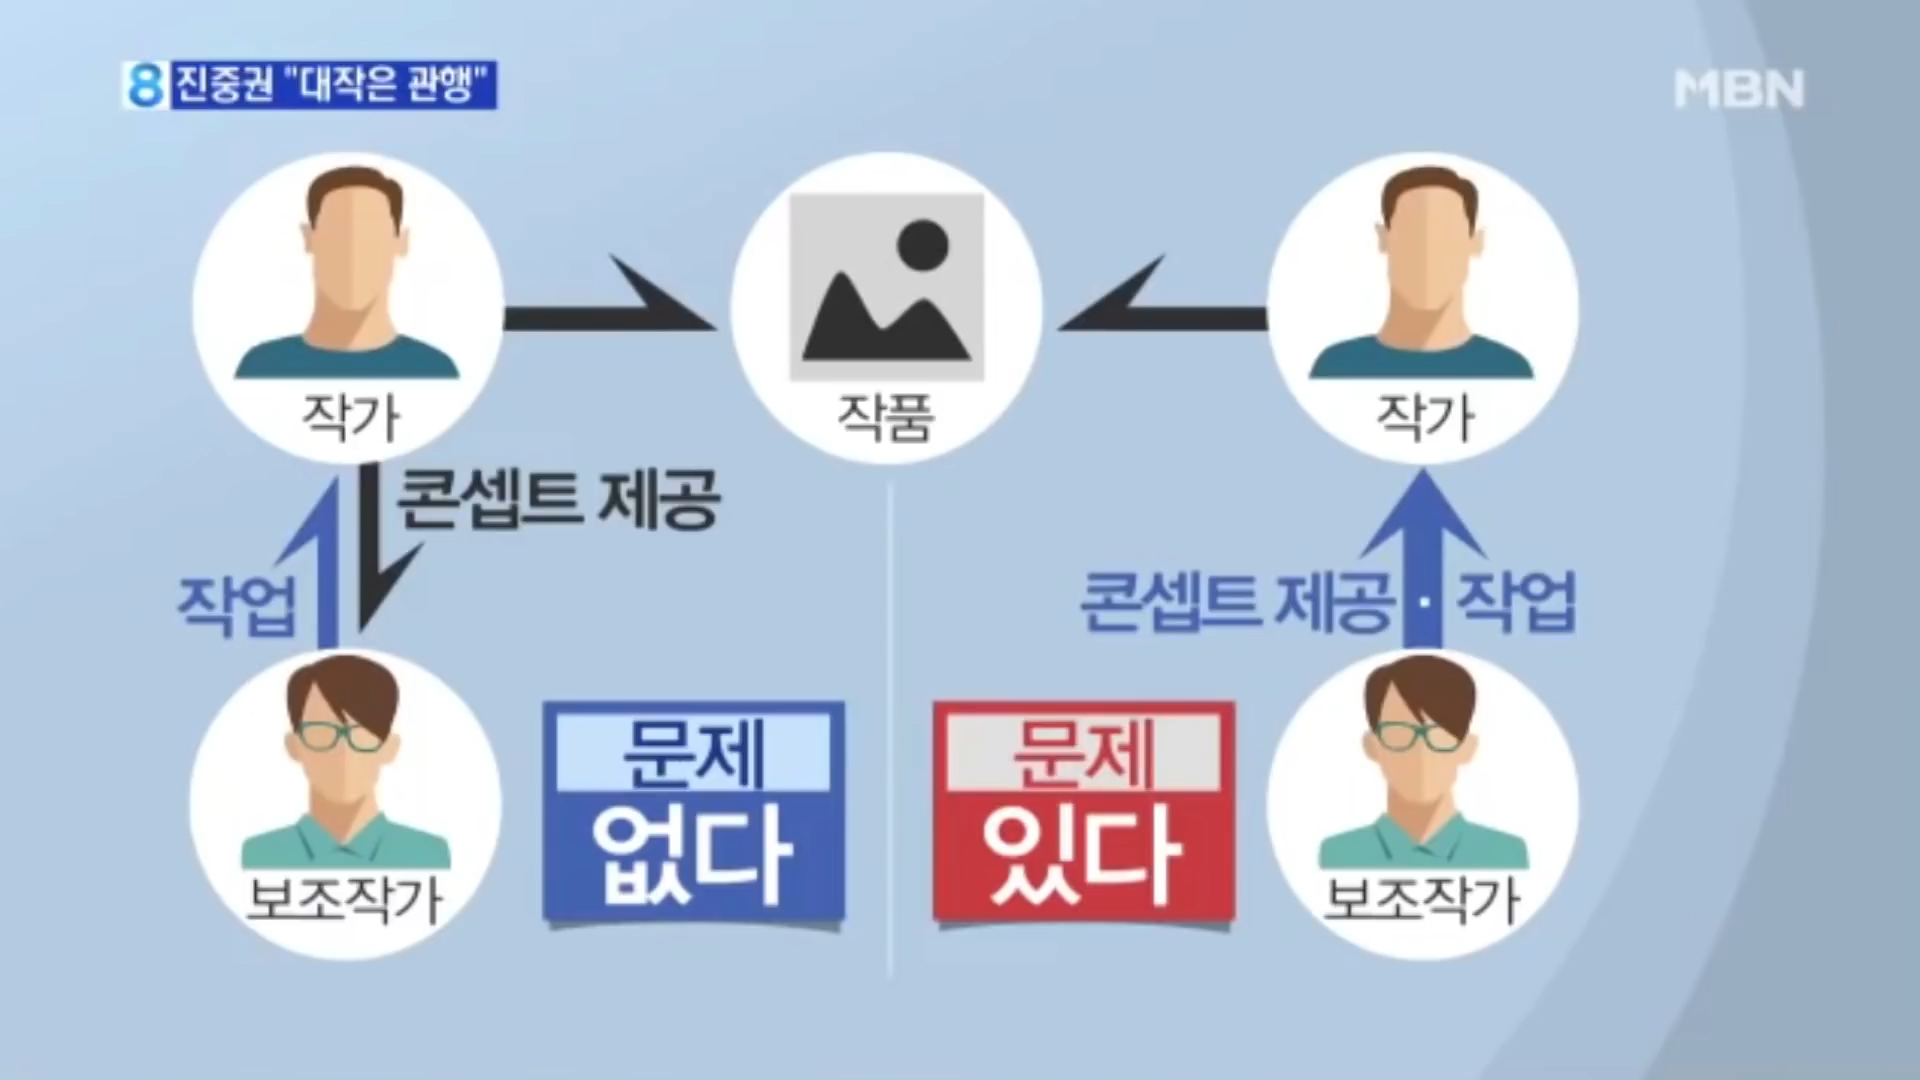 8 진중권 "대작은 관행"
MBN
작가
작품
작가
콘셉트 제공
작업
콘셉트 제공 · 작업
문제
없다
문제
있다
보조작가
보조작가